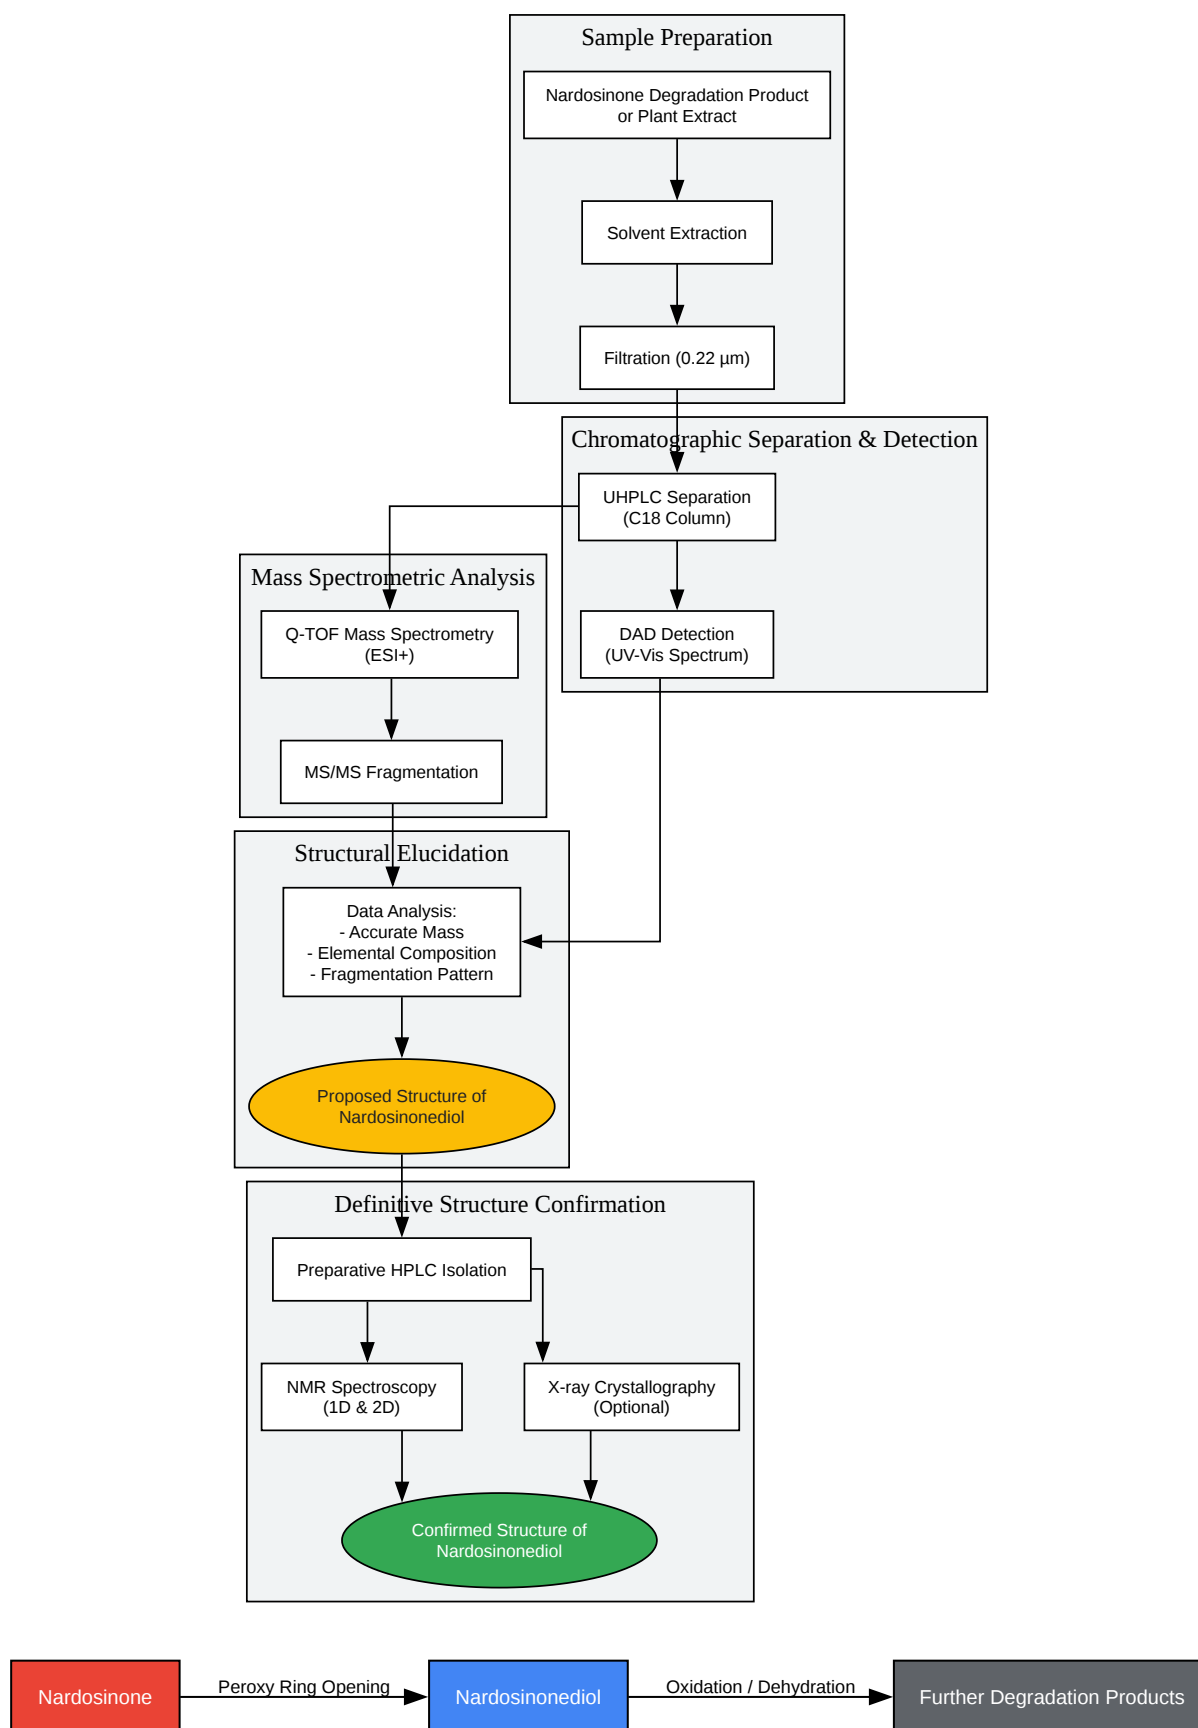 Sample Preparation
Nardosinone Degradation Product
or Plant Extract
Solvent Extraction
Filtration (0.22 µm)
Chromatographic Separation & Detection
UHPLC Separation
(C18 Column)
Mass Spectrometric Analysis
Q-TOF Mass Spectrometry
(ESI+)
DAD Detection
(UV-Vis Spectrum)
MS/MS Fragmentation
Structural Elucidation
Data Analysis:
- Accurate Mass
- Elemental Composition
- Fragmentation Pattern
Proposed Structure of
Nardosinonediol
Definitive Structure Confirmation
Preparative HPLC Isolation
NMR Spectroscopy
(1D & 2D)
X-ray Crystallography
(Optional)
Confirmed Structure of
Nardosinonediol
Nardosinone
Peroxy Ring Opening
Nardosinonediol
Oxidation / Dehydration
Further Degradation Products